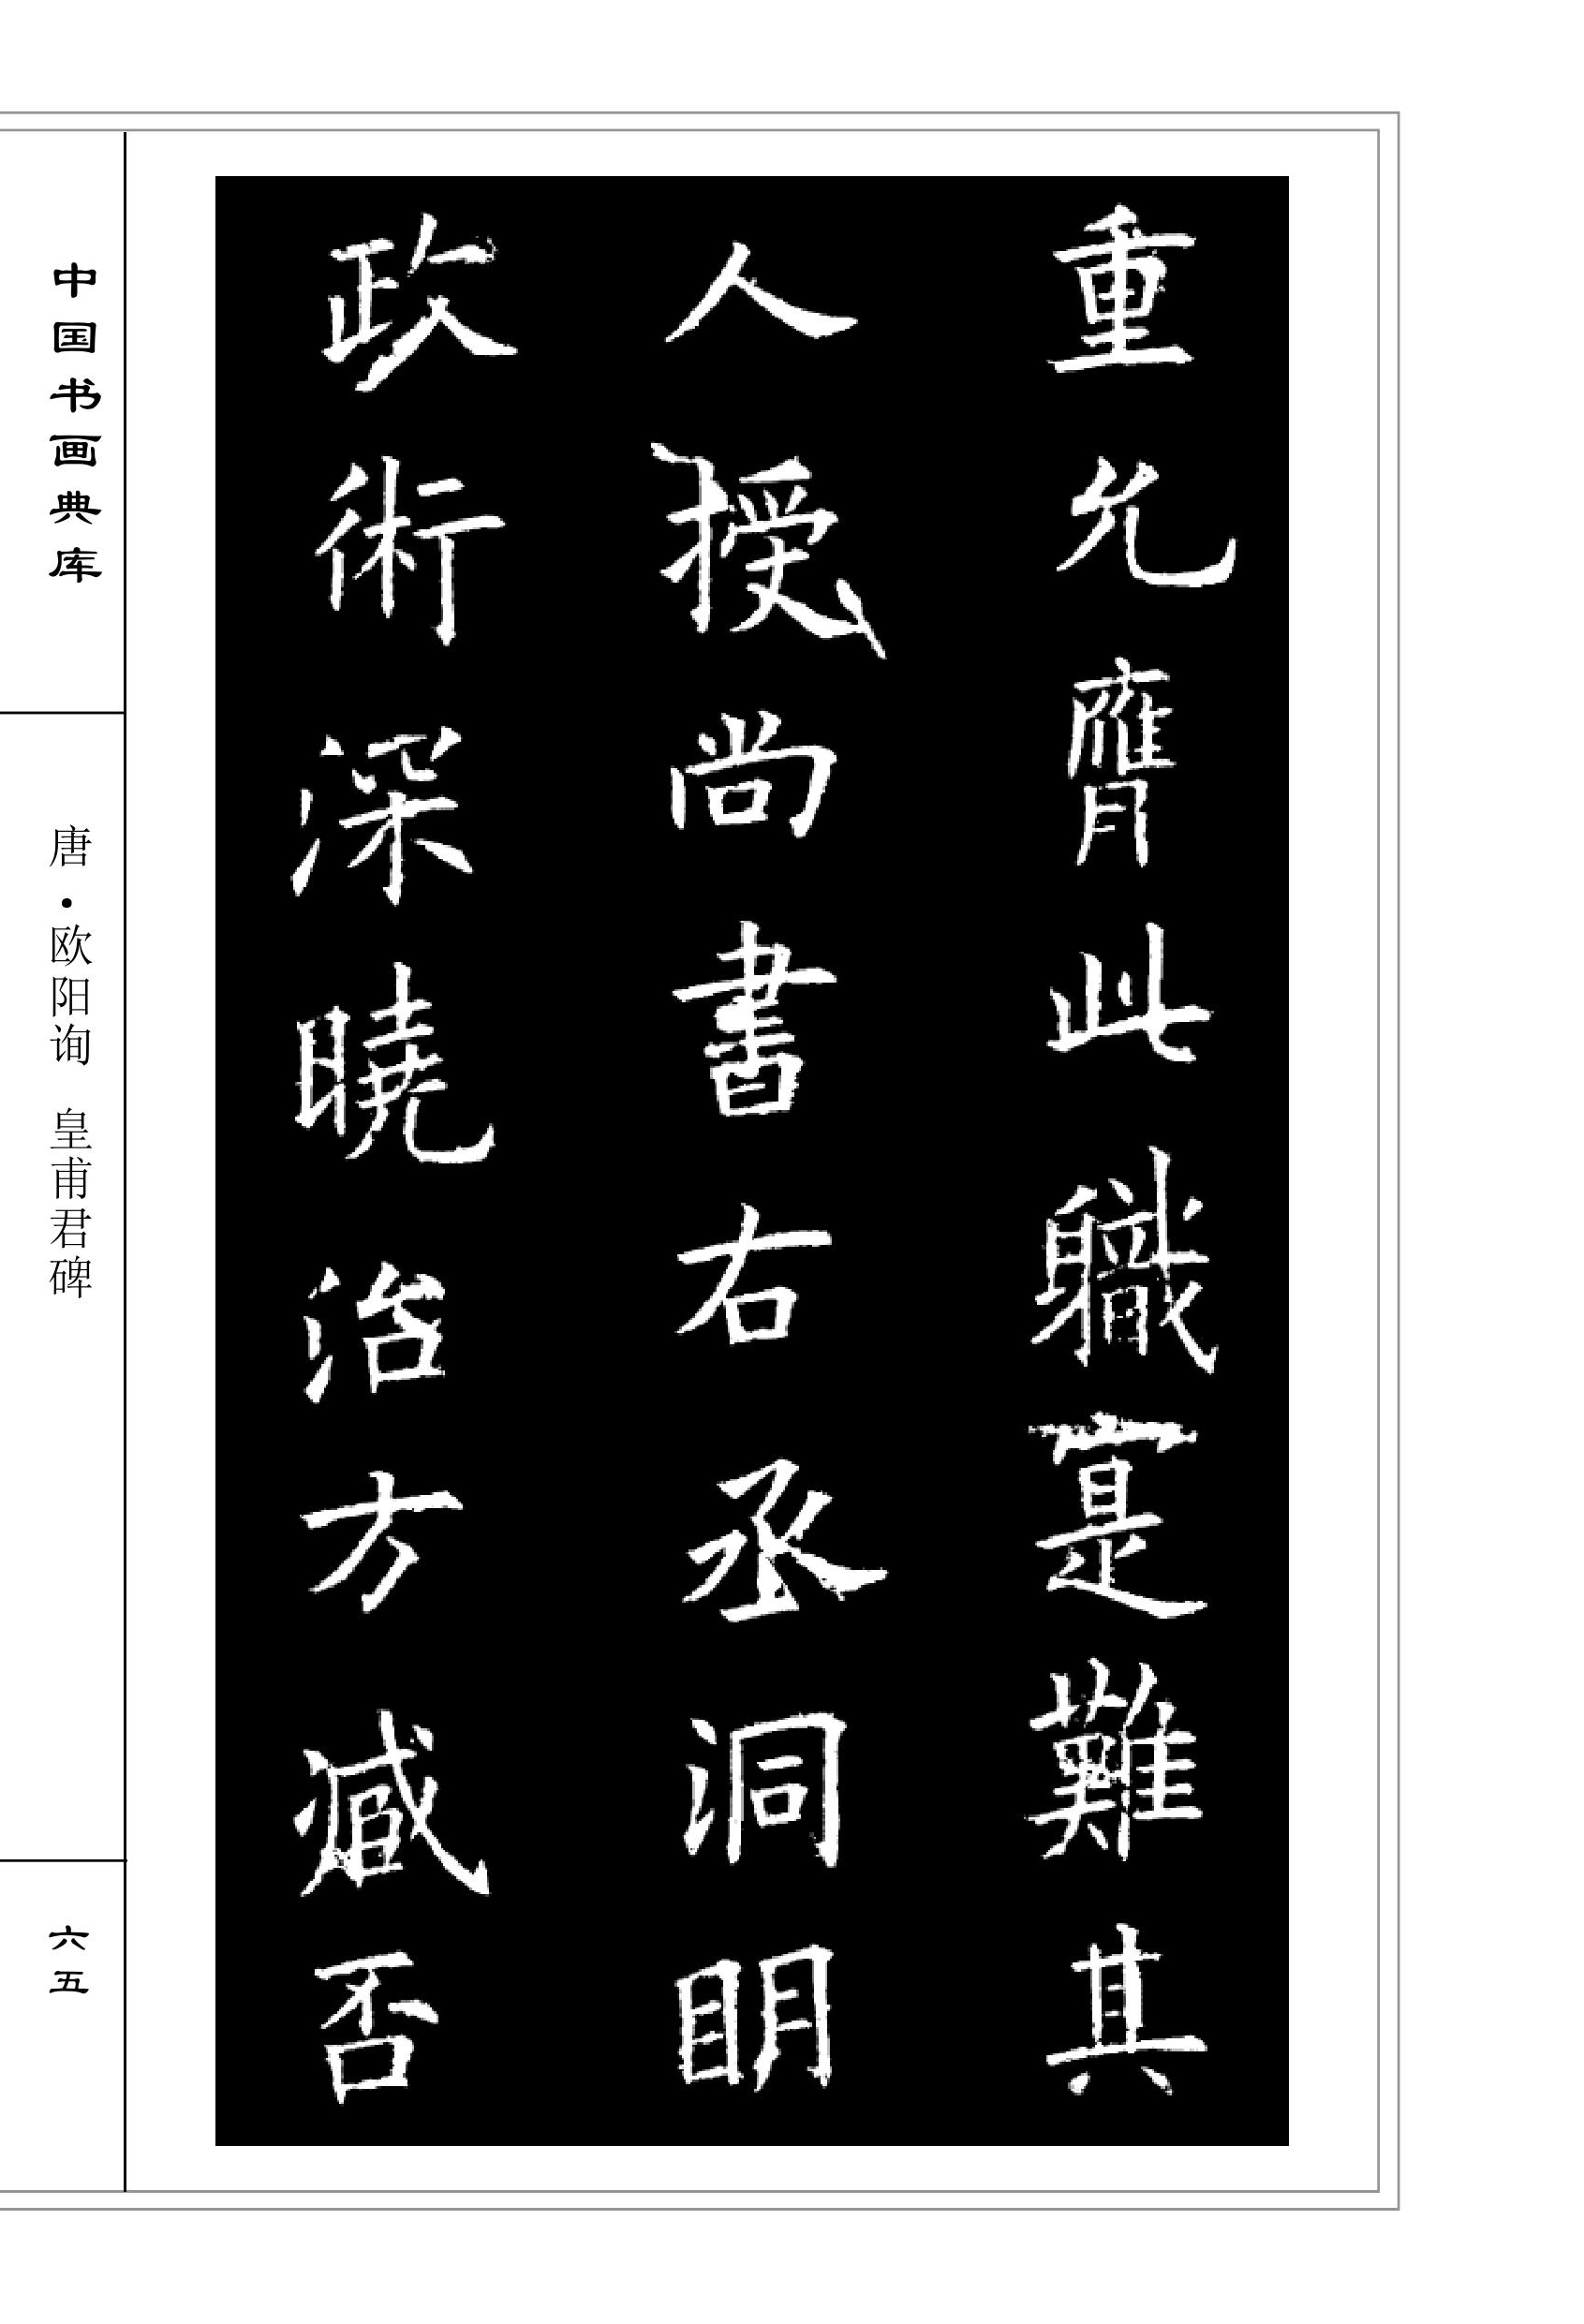 重允膺此職寔難其
人授尚書右丞洞明
政術深曉治方臧否
中国书画典库
唐·欧阳询 皇甫君碑
六五